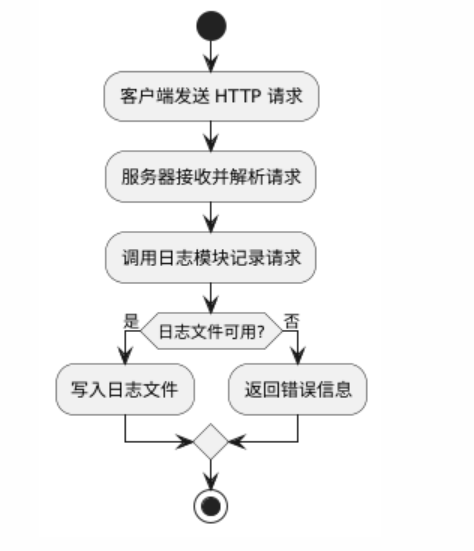 客户端发送 HTTP 请求
服务器接收并解析请求
调用日志模块记录请求
日志文件可用?
是
否
写入日志文件
返回错误信息